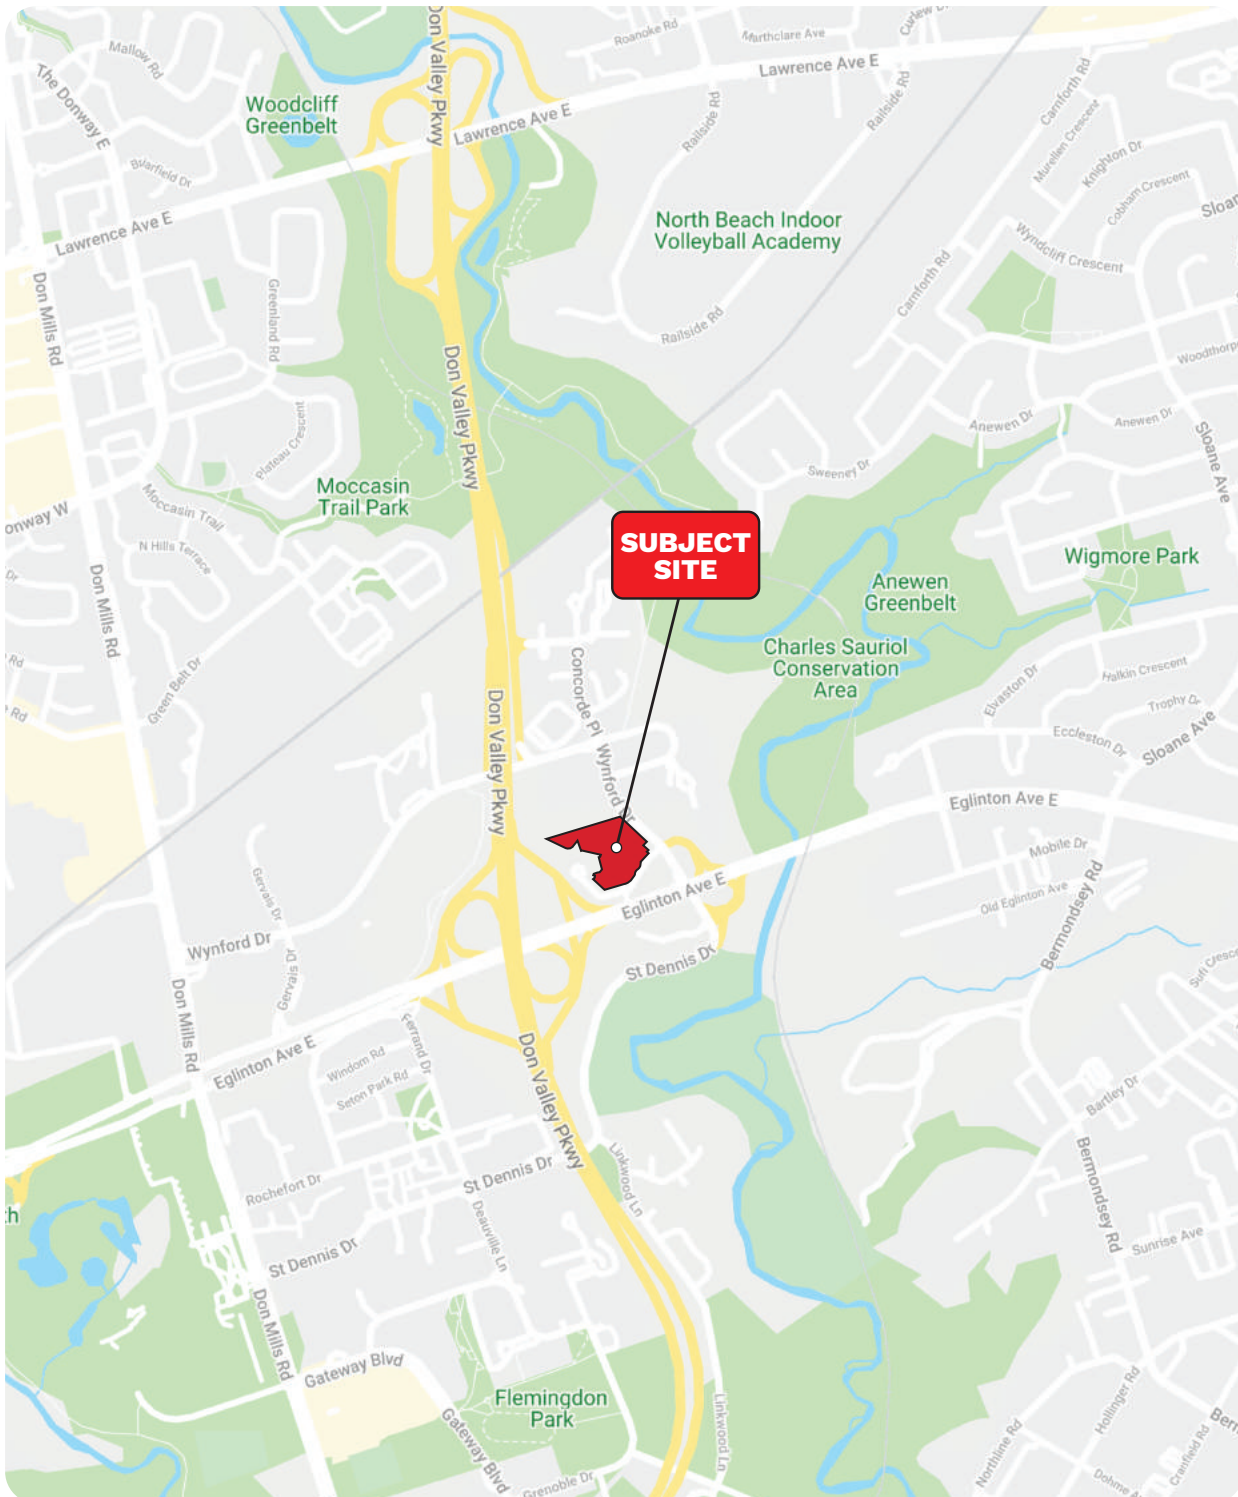 Don Valley Pkwy
Roanoke Rd
Marthclare Ave
Mallow Rd
The Donway E
Lawrence Ave E
Woodcliff
Greenbelt
Railside Rd
Railside Rd
Carnforth Rd
Lawrence Ave E
Murellen Crescent
Knighton Dr
Cobham Crescent
Lawrence Ave E
North Beach Indoor
Volleyball Academy
Wyndcliff Crescent
Don Mills Rd
Greenland Rd
Carnforth Rd
Railside Rd
Don Valley Pkwy
Plateau Crescent
Anewen Dr
Anewen Dr
Sloane Ave
Sweeney Dr
Moccasin
Trail Park
Moccasin Trail
onway W
N Hills Terrace
SUBJECT
SITE
Wigmore Park
Anewen
Greenbelt
Dr
Don Mills Rd
Charles Sauriol
Conservation
Area
Rd
Green Belt Dr
Concorde Pl
Elvaston Dr
Trophy Dr
Rd
Don Valley Pkwy
Eccleston Dr
Sloane Ave
Wynford Dr
Eglinton Ave E
Mobile Dr
Old Eglinton Ave
Bermondsey Rd
Gervais Dr
Eglinton Ave E
Wynford Dr
Gervais Dr
St Dennis Dr
Don Mills Rd
Ferrand Dr
Eglinton Ave E
Windom Rd
Seton Park Rd
Don Valley Pkwy
Bartley Dr
Linkwood Ln
St Dennis Dr
Rochefort Dr
Bermondsey Rd
Deauville Ln
Sunrise Ave
St Dennis Dr
Don Mills Rd
Gateway Blvd
Flemingdon
Park
Gateway Blvd
Linkwood Ln
Hollinger Rd
Northline Rd
Cranfield Rd
Grenoble Dr